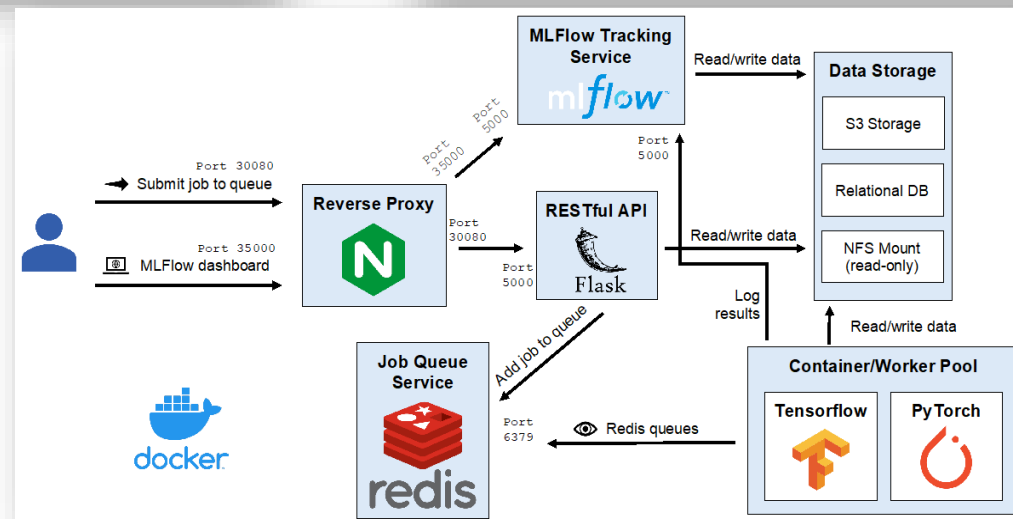 MLFlow Tracking
Service
mlflow™
Read/write data
Data Storage
S3 Storage
Relational DB
NFS Mount
(read-only)
Port
5000
Port
35000
Port
5000
Port 30080
Submit job to queue
Port 35000
MLFlow dashboard
Reverse Proxy
N
Port
30080
Port
5000
RESTful API
Flask
Read/write data
Log
results
Read/write data
Add job to queue
Job Queue
Service
redis
Port
6379
Redis queues
Container/Worker Pool
Tensorflow
PyTorch
docker